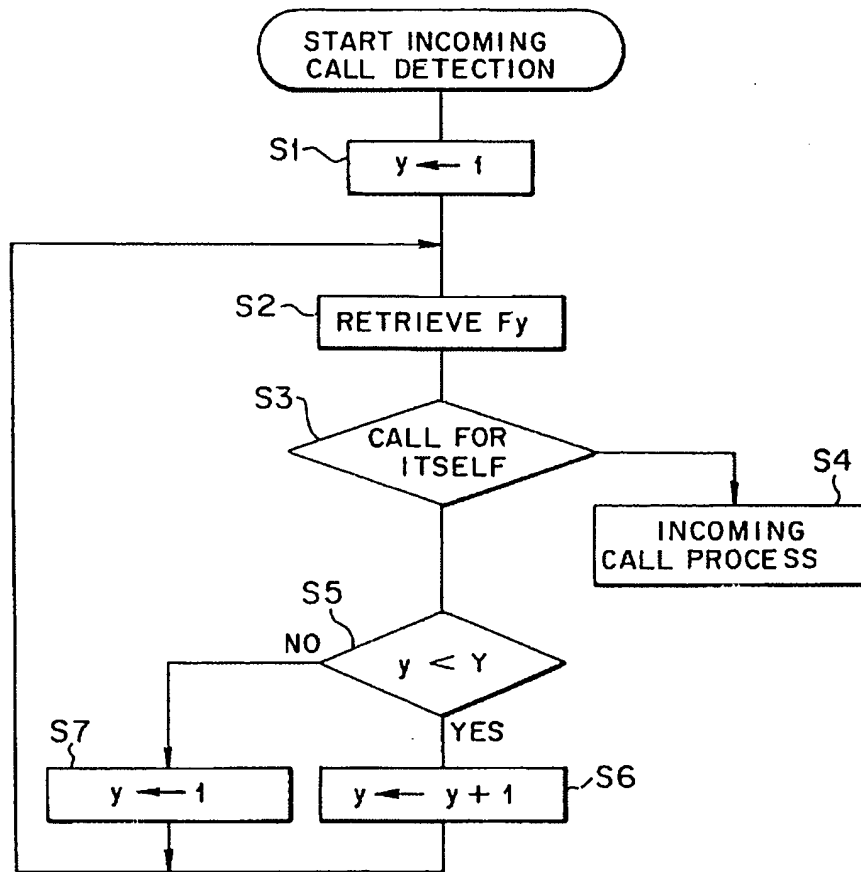 START INCOMING
CALL DETECTION
S1
y ← 1
S2
RETRIEVE Fy
S3
CALL FOR
ITSELF
S4
INCOMING
CALL PROCESS
S5
NO
y < Y
YES
S7
y ← 1
y ← y + 1
S6